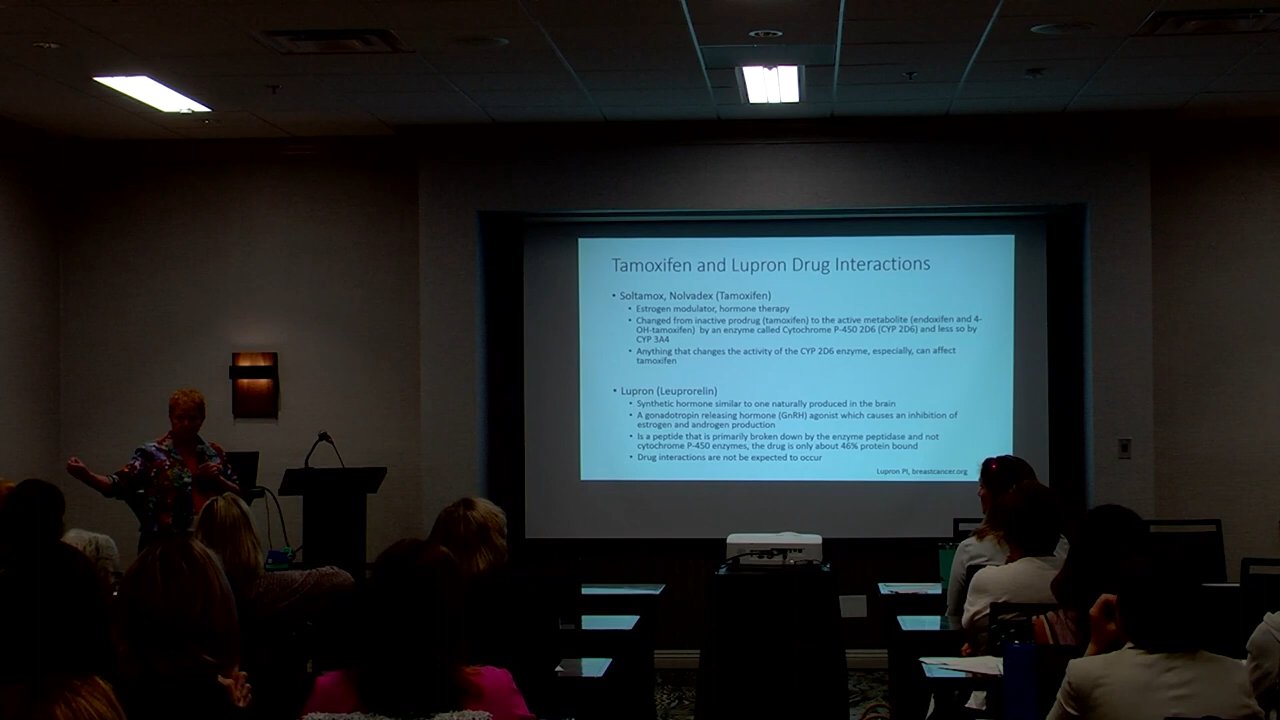 Tamoxifen and Lupron Drug Interactions
• Soltamox, Nolvadex (Tamoxifen)
• Estrogen modulator, hormone therapy
• Changed from inactive prodrug (tamoxifen) to the active metabolite (endoxifen and 4-
OH-tamoxifen) by an enzyme called Cytochrome P-450 2D6 (CYP 2D6) and less so by
CYP 3A4
• Anything that changes the activity of the CYP 2D6 enzyme, especially, can affect
tamoxifen
• Lupron (Leuprorelin)
• Synthetic hormone similar to one naturally produced in the brain
• A gonadotropin releasing hormone (GnRH) agonist which causes an inhibition of
estrogen and androgen production
• Is a peptide that is primarily broken down by the enzyme peptidase and not
cytochrome P-450 enzymes, the drug is only about 46% protein bound
• Drug interactions are not be expected to occur
Lupron PI, breastcancer.org